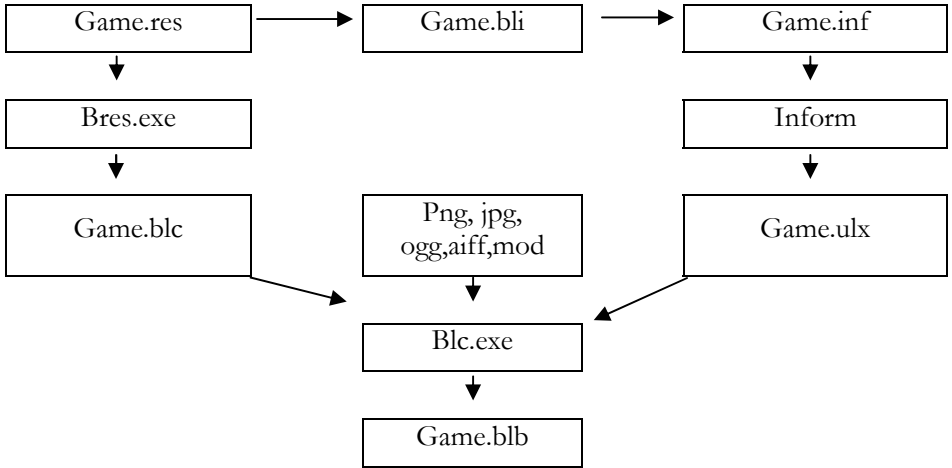 Game.res
Game.bli
Game.inf
Bres.exe
Inform
Game.blc
Png, jpg,
ogg,aiff,mod
Game.ulx
Blc.exe
Game.blb